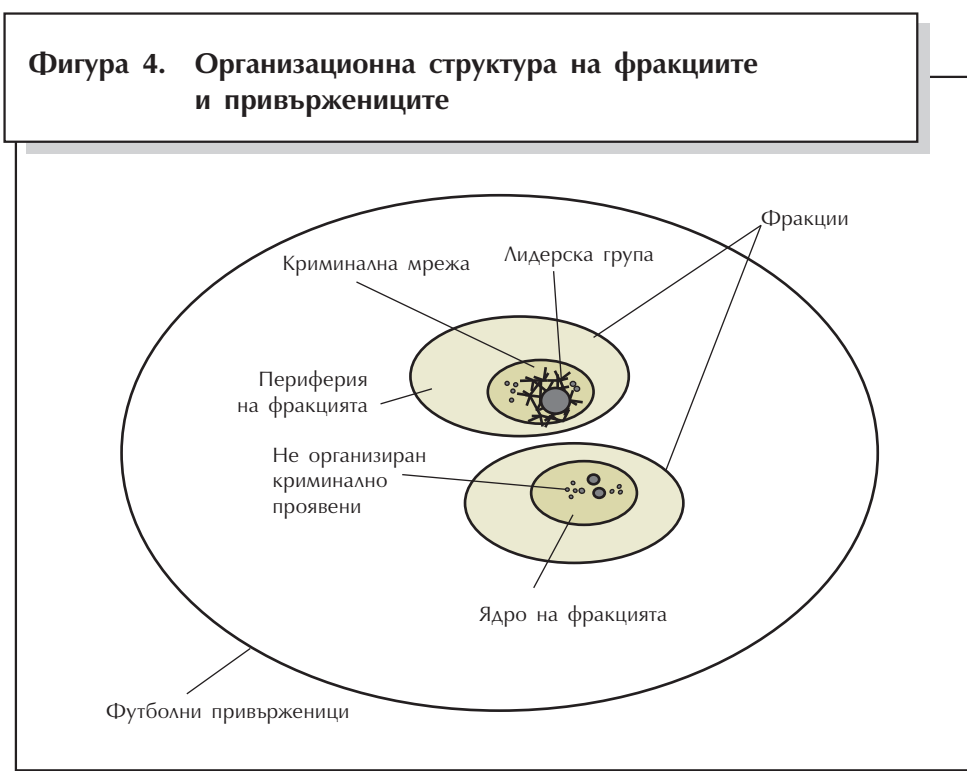 Фигура 4. Организационна структура на фракциите
и привържениците
Фракции
Криминална мрежа
Лидерска група
Периферия
на фракцията
Не организиран
криминално
проявени
Ядро на фракцията
Футболни привърженици